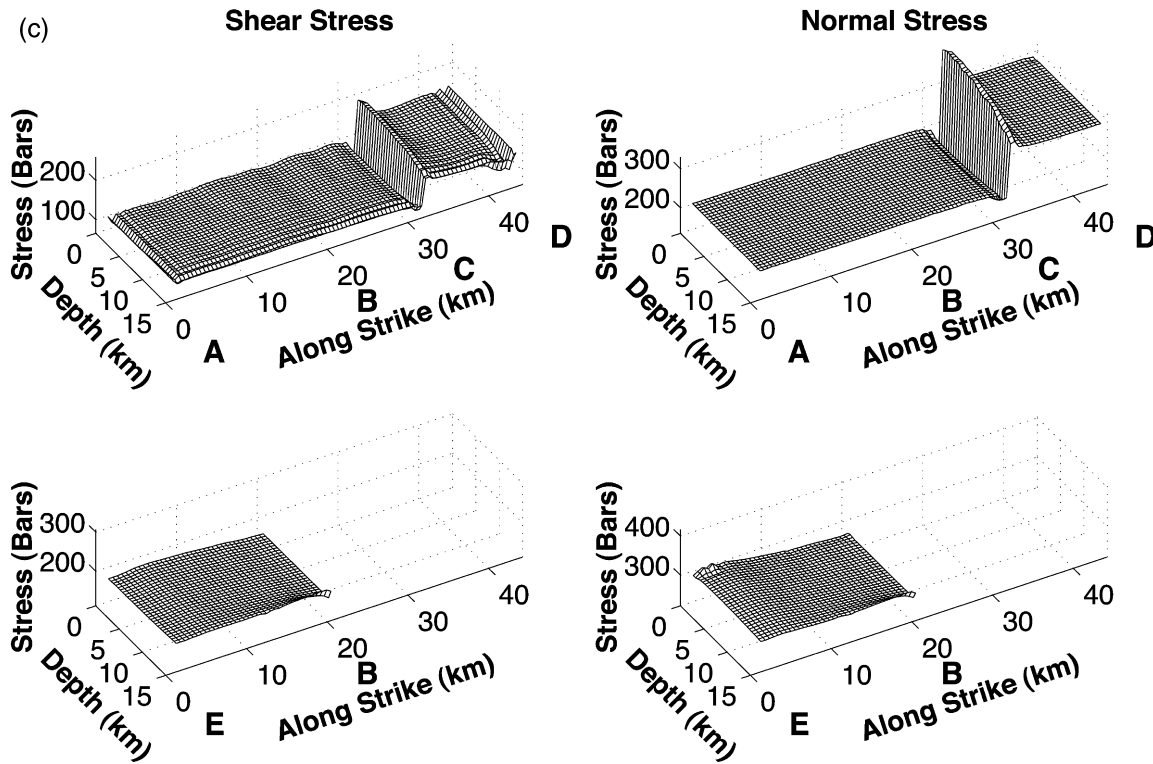 (c)
Shear Stress
Normal Stress
Stress (Bars)
200
100
0
5
10
15
Depth (km)
0
10
20
30
40
A
B
C
D
Along Strike (km)
Stress (Bars)
300
200
0
5
10
15
Depth (km)
0
10
20
30
40
A
B
C
D
Along Strike (km)
Stress (Bars)
300
200
0
5
10
15
Depth (km)
0
10
20
30
40
E
B
Along Strike (km)
Stress (Bars)
400
300
0
5
10
15
Depth (km)
0
10
20
30
40
E
B
Along Strike (km)